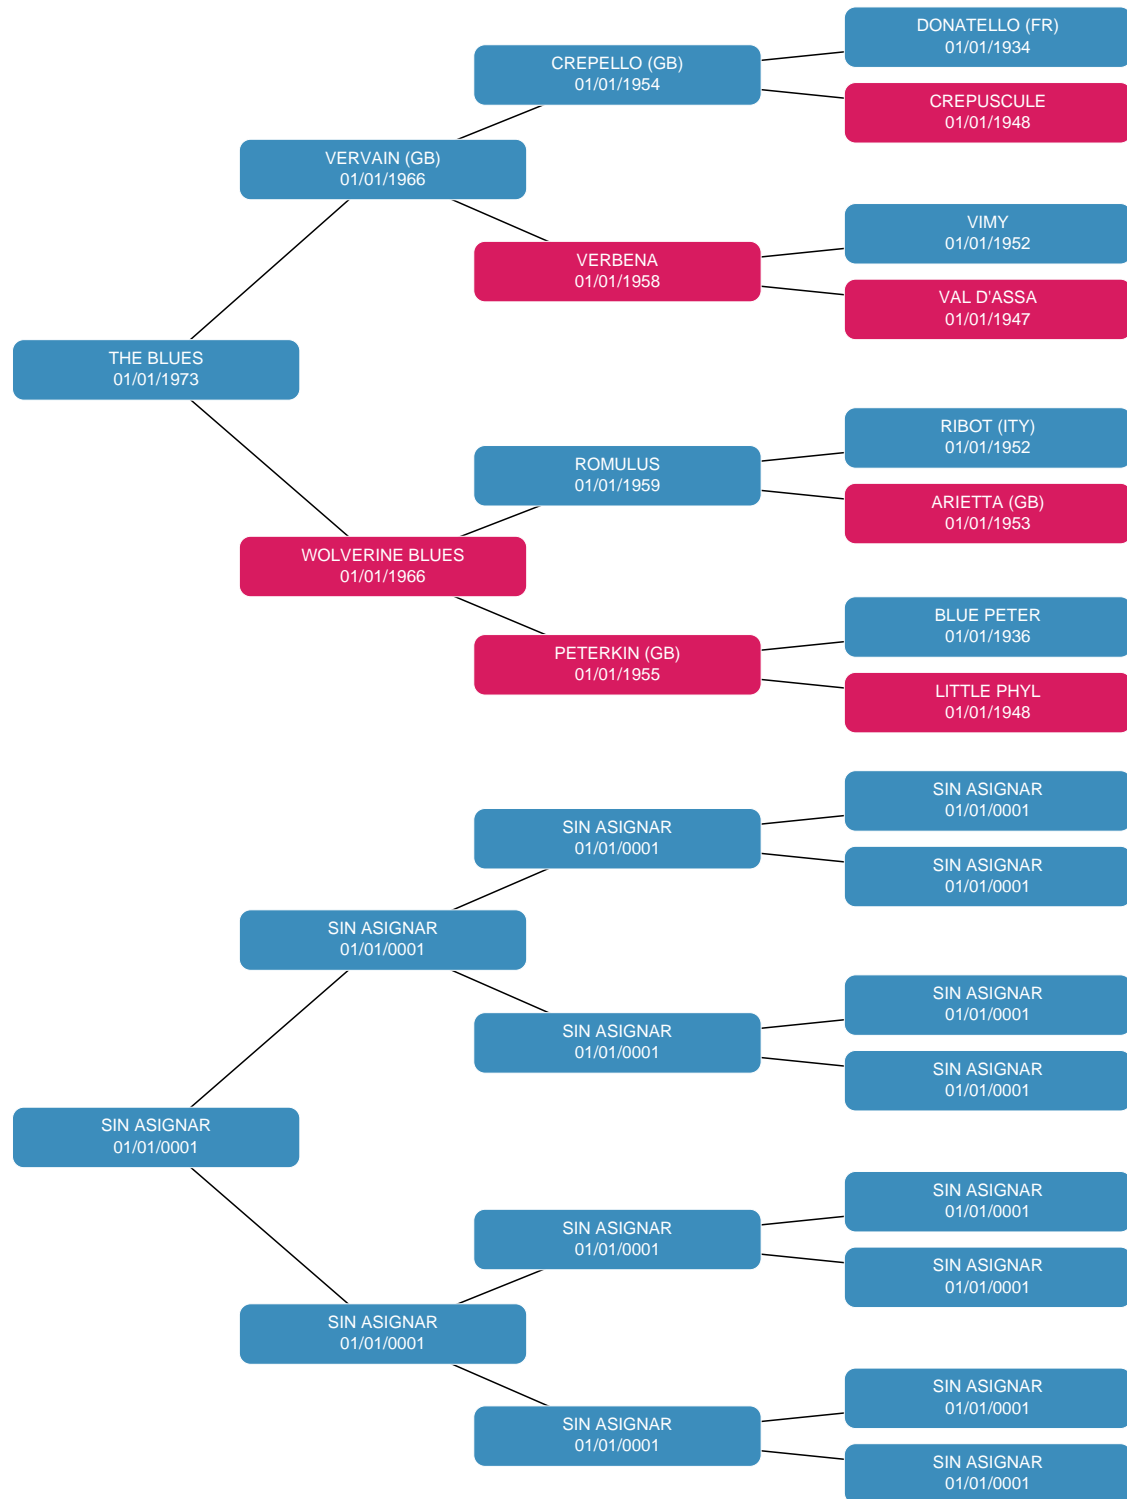 DONATELLO (FR)
01/01/1934
CREPELLO (GB)
01/01/1954
CREPUSCULE
01/01/1948
VERVAIN (GB)
01/01/1966
VIMY
01/01/1952
VERBENA
01/01/1958
VAL D'ASSA
01/01/1947
THE BLUES
01/01/1973
RIBOT (ITY)
01/01/1952
ROMULUS
01/01/1959
ARIETTA (GB)
01/01/1953
WOLVERINE BLUES
01/01/1966
BLUE PETER
01/01/1936
PETERKIN (GB)
01/01/1955
LITTLE PHYL
01/01/1948
SIN ASIGNAR
01/01/0001
SIN ASIGNAR
01/01/0001
SIN ASIGNAR
01/01/0001
SIN ASIGNAR
01/01/0001
SIN ASIGNAR
01/01/0001
SIN ASIGNAR
01/01/0001
SIN ASIGNAR
01/01/0001
SIN ASIGNAR
01/01/0001
SIN ASIGNAR
01/01/0001
SIN ASIGNAR
01/01/0001
SIN ASIGNAR
01/01/0001
SIN ASIGNAR
01/01/0001
SIN ASIGNAR
01/01/0001
SIN ASIGNAR
01/01/0001
SIN ASIGNAR
01/01/0001